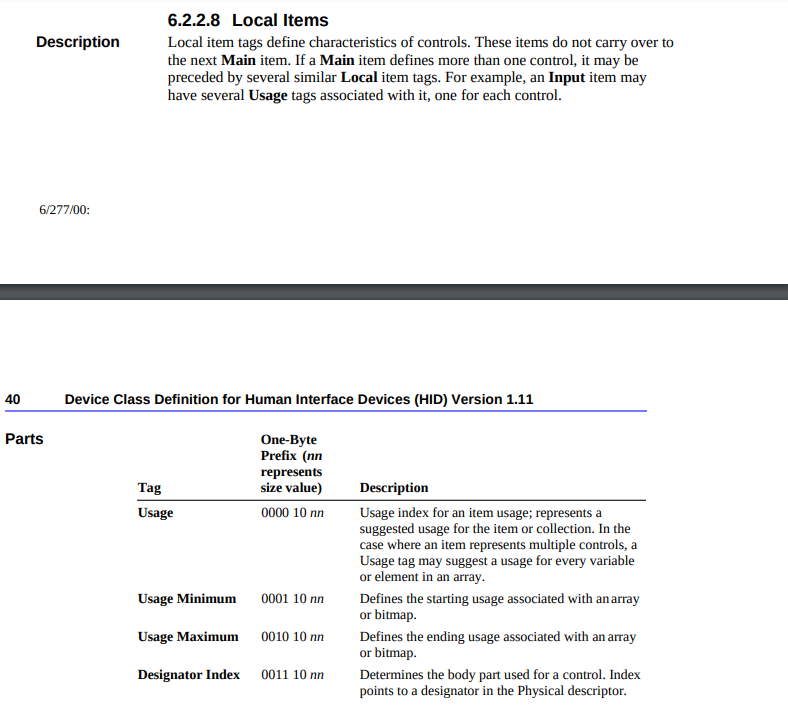 6.2.2.8 Local Items
Description
Local item tags define characteristics of controls. These items do not carry over to
the next Main item. If a Main item defines more than one control, it may be
preceded by several similar Local item tags. For example, an Input item may
have several Usage tags associated with it, one for each control.
6/277/00:
40 Device Class Definition for Human Interface Devices (HID) Version 1.11
Parts
Tag
One-Byte
Prefix (nn
represents
size value)
Description
Usage
0000 10 nn
Usage index for an item usage; represents a
suggested usage for the item or collection. In the
case where an item represents multiple controls, a
Usage tag may suggest a usage for every variable
or element in an array.
Usage Minimum
0001 10 nn
Defines the starting usage associated with an array
or bitmap.
Usage Maximum
0010 10 nn
Defines the ending usage associated with an array
or bitmap.
Designator Index
0011 10 nn
Determines the body part used for a control. Index
points to a designator in the Physical descriptor.